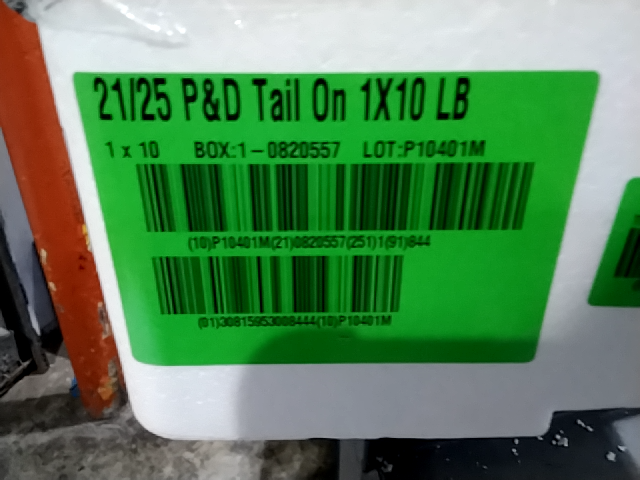 21/25 P&D Tail On 1X10 LB
1 x 10 BOX:1-0820557 LOT:P10401M
(10)P10401M(21)0820557(251)1(91)844
(01)30815953008444(10)P10401M